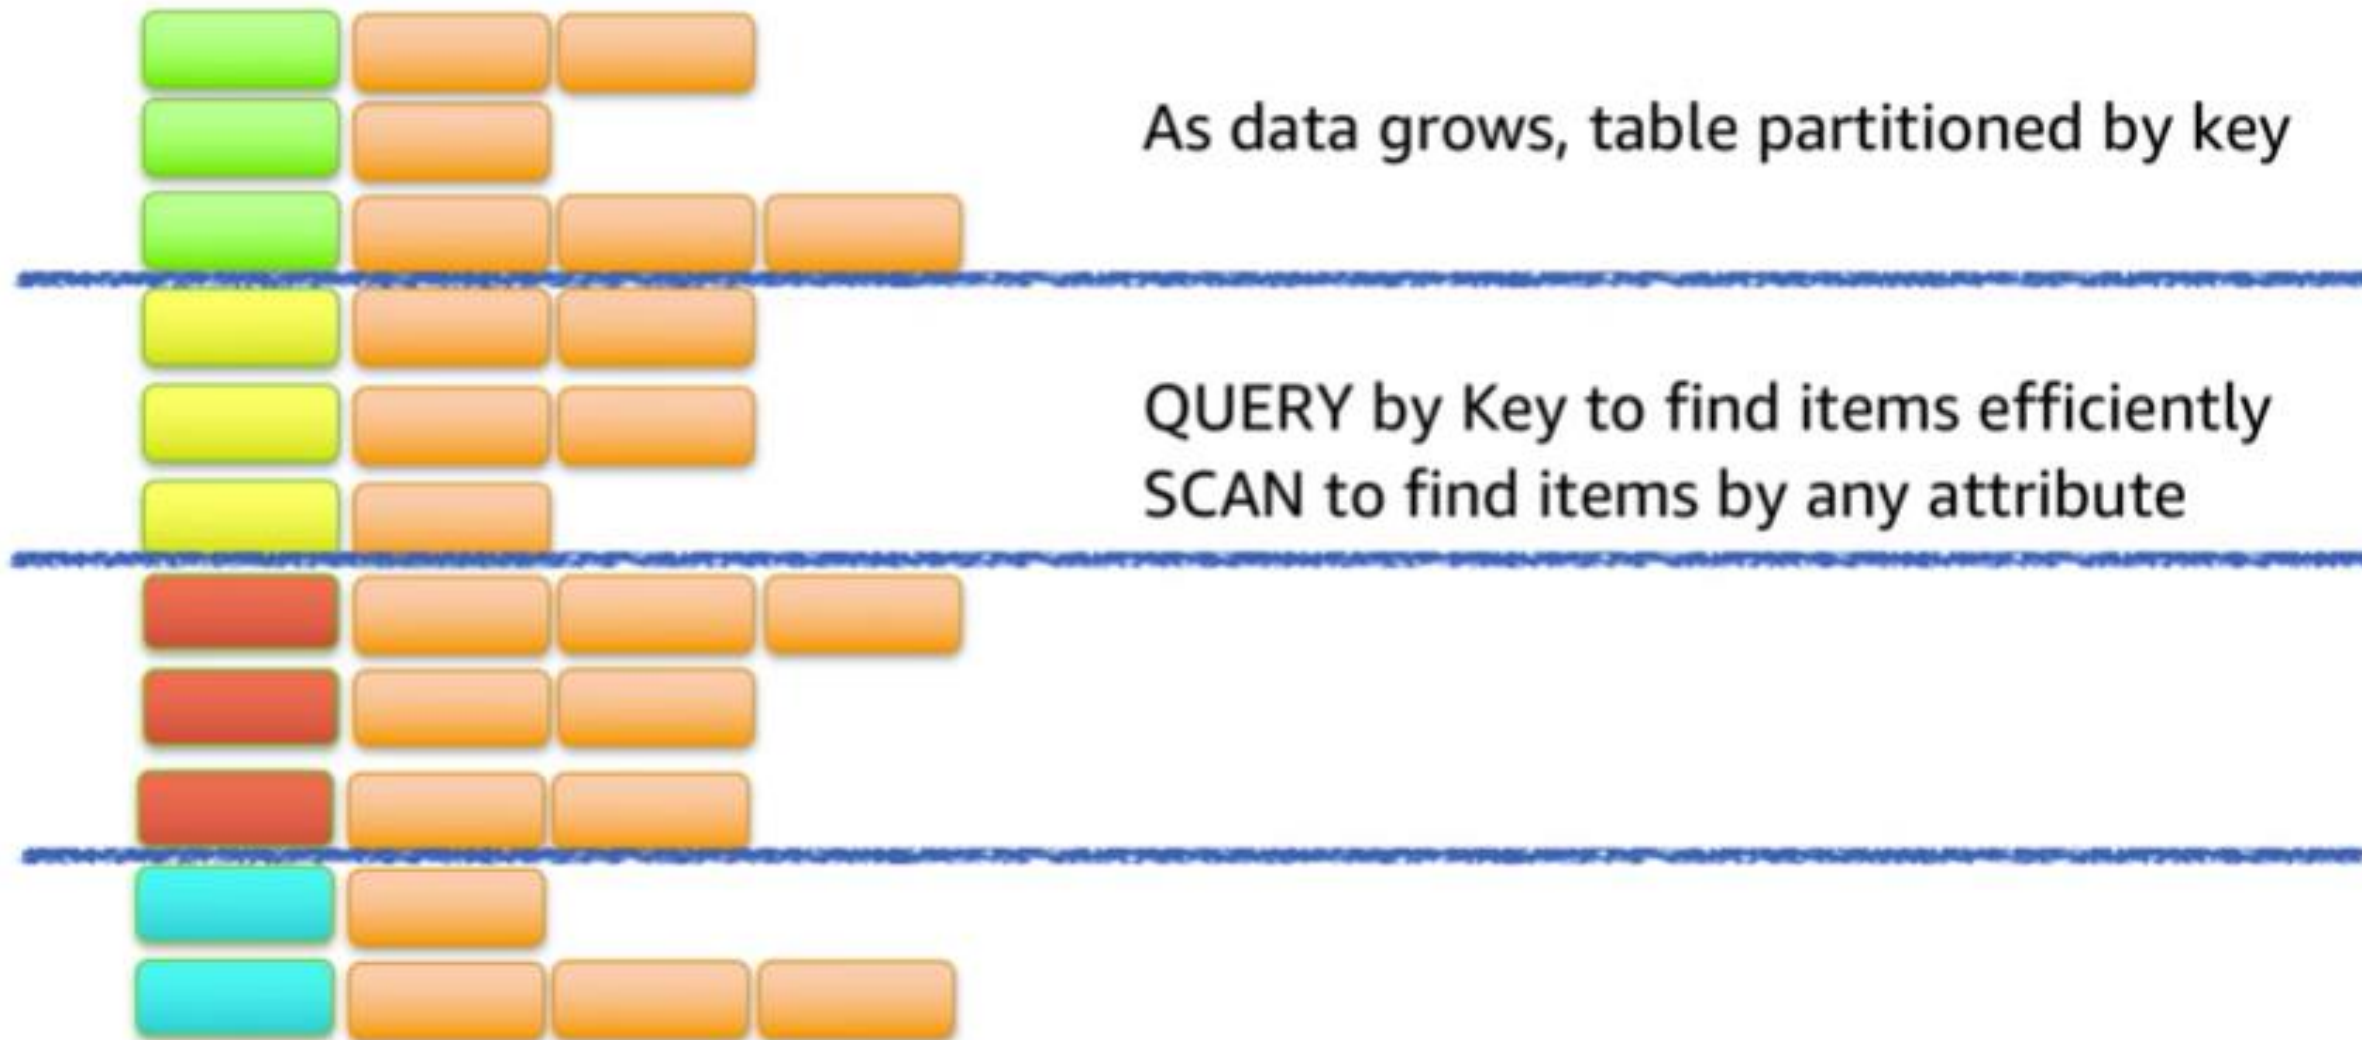 As data grows, table partitioned by key
QUERY by Key to find items efficiently
SCAN to find items by any attribute